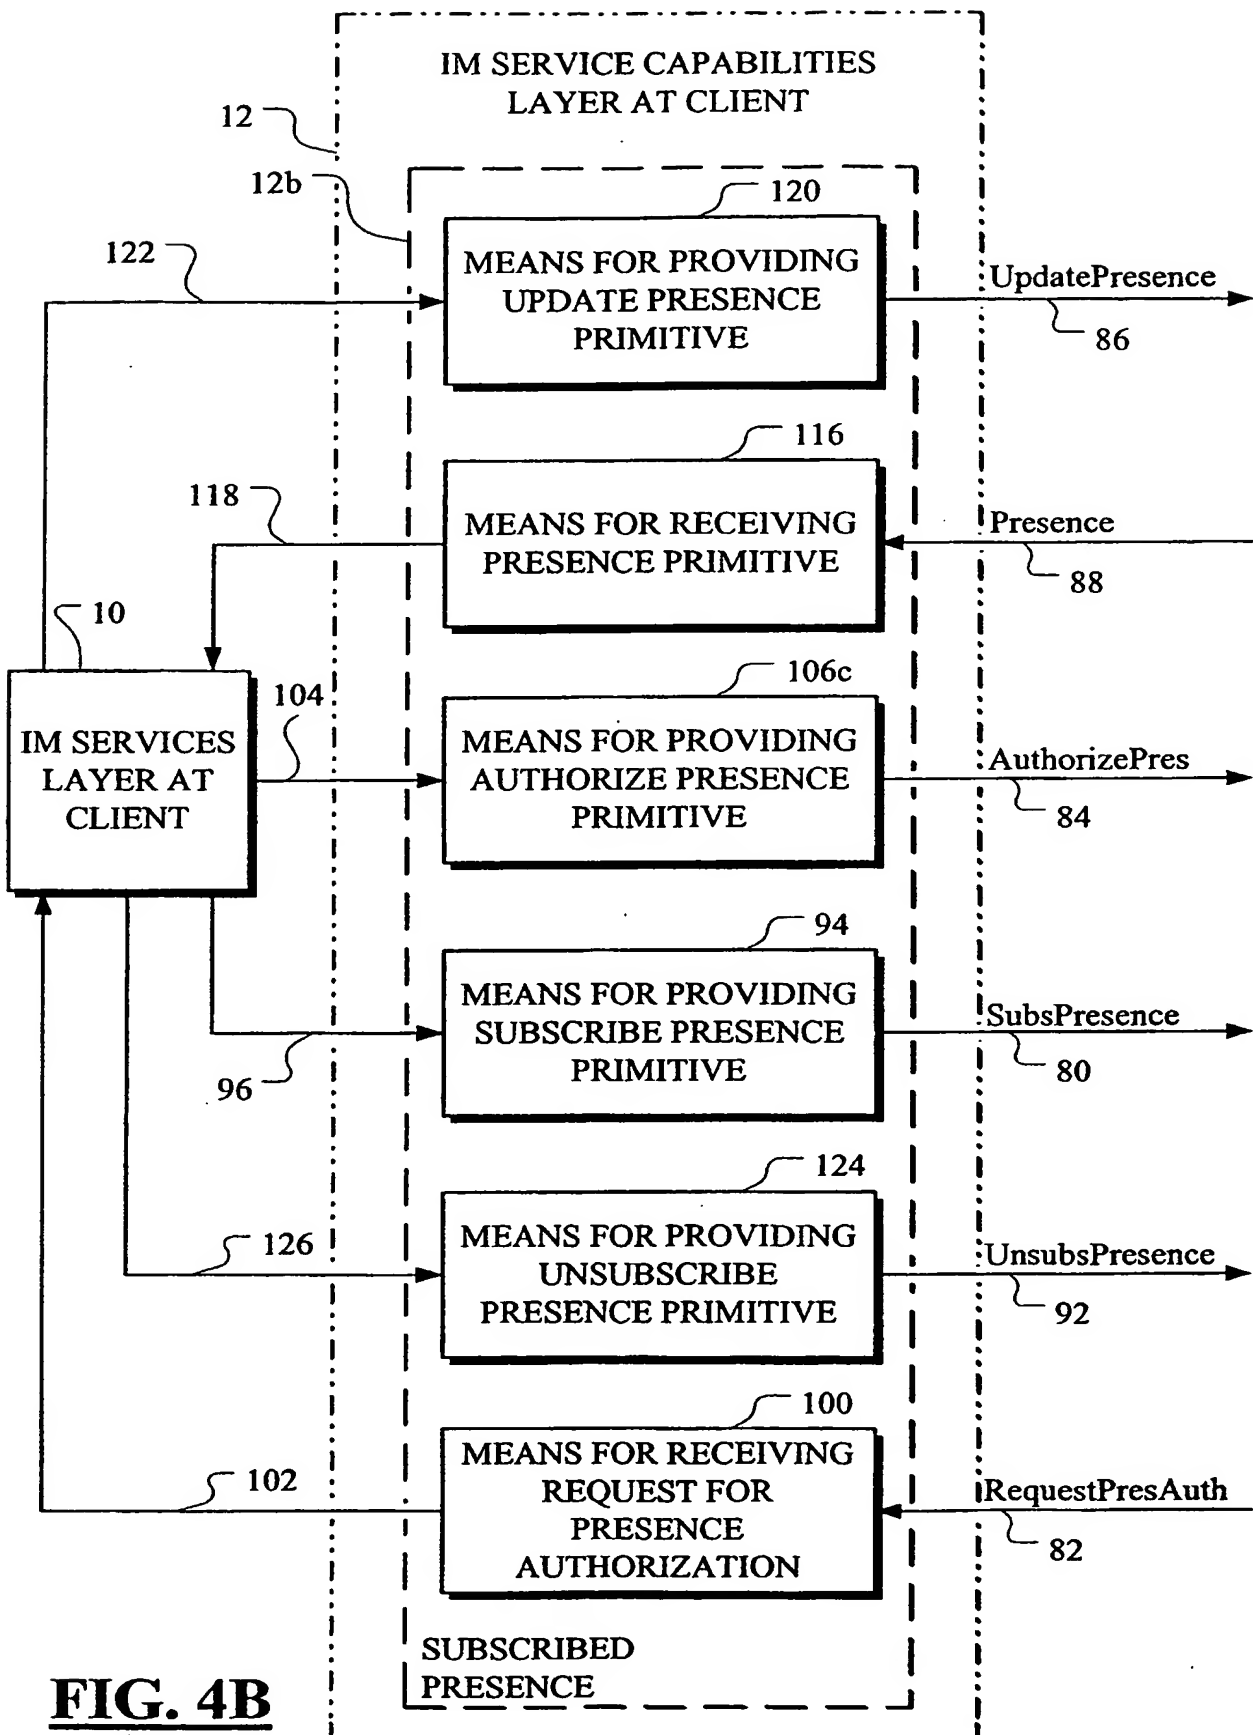 IM SERVICE CAPABILITIES
LAYER AT CLIENT
12
12b
120
122
MEANS FOR PROVIDING
UPDATE PRESENCE
PRIMITIVE
UpdatePresence
86
116
118
MEANS FOR RECEIVING
PRESENCE PRIMITIVE
Presence
88
10
IM SERVICES
LAYER AT
CLIENT
104
106c
MEANS FOR PROVIDING
AUTHORIZE PRESENCE
PRIMITIVE
AuthorizePres
84
94
MEANS FOR PROVIDING
SUBSCRIBE PRESENCE
PRIMITIVE
SubsPresence
80
96
124
126
MEANS FOR PROVIDING
UNSUBSCRIBE
PRESENCE PRIMITIVE
UnsubsPresence
92
100
102
MEANS FOR RECEIVING
REQUEST FOR
PRESENCE
AUTHORIZATION
RequestPresAuth
82
SUBSCRIBED
PRESENCE
FIG. 4B